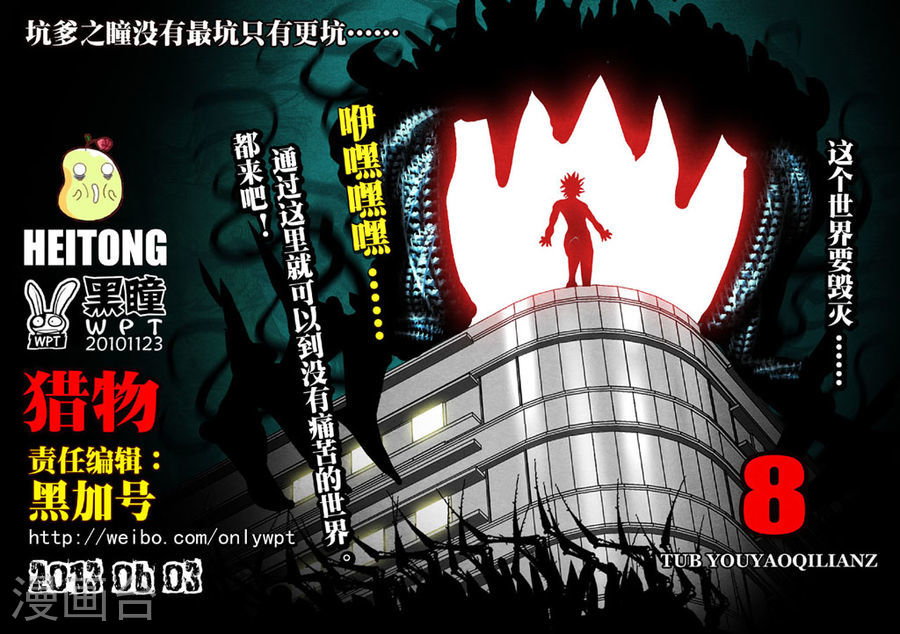 坑爹之瞳没有最坑只有更坑……
这个世界要毁灭……
咿嘿嘿嘿……
通过这里就可以到没有痛苦的世界。
都来吧！
HEITONG
黑瞳
WPT
WPT
20101123
猎物
责任编辑：
黑加号
http://weibo.com/onlywpt
8
TUB YOUYAOQILIANZ
漫画台